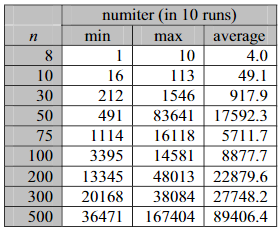 numiter (in 10 runs)
n min max average
8 1 10 4.0
10 16 113 49.1
30 212 1546 917.9
50 491 83641 17592.3
75 1114 16118 5711.7
100 3395 14581 8877.7
200 13345 48013 22879.6
300 20168 38084 27748.2
500 36471 167404 89406.4